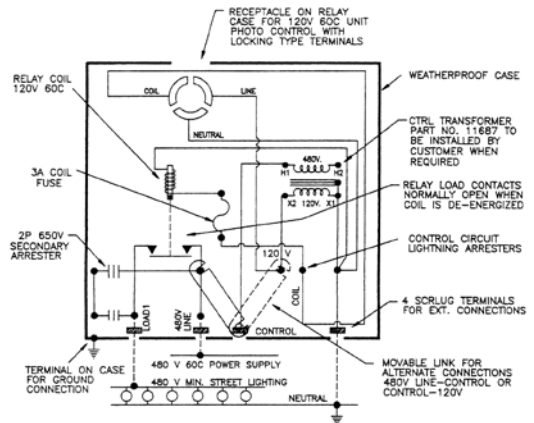 RECEPTACLE ON RELAY
CASE FOR 120V 60C UNIT
PHOTO CONTROL WITH
LOCKING TYPE TERMINALS
RELAY COIL
120V 60C
WEATHERPROOF CASE
COIL
LINE
NEUTRAL
CTRL TRANSFORMER
PART NO. 11687 TO
BE INSTALLED BY
CUSTOMER WHEN
REQUIRED
480V.
H1
H2
X2
120V.
X1
3A COIL
FUSE
RELAY LOAD CONTACTS
NORMALLY OPEN WHEN
COIL IS DE-ENERGIZED
2P 650V
SECONDARY
ARRESTER
120 V
CONTROL CIRCUIT
LIGHTNING ARRESTERS
COIL
LOAD1
480V
LINE
CONTROL
4 SCRLUG TERMINALS
FOR EXT. CONNECTIONS
TERMINAL ON CASE
FOR GROUND
CONNECTION
480 V 60C POWER SUPPLY
480 V MIN. STREET LIGHTING
NEUTRAL
MOVABLE LINK FOR
ALTERNATE CONNECTIONS
480V LINE-CONTROL OR
CONTROL-120V